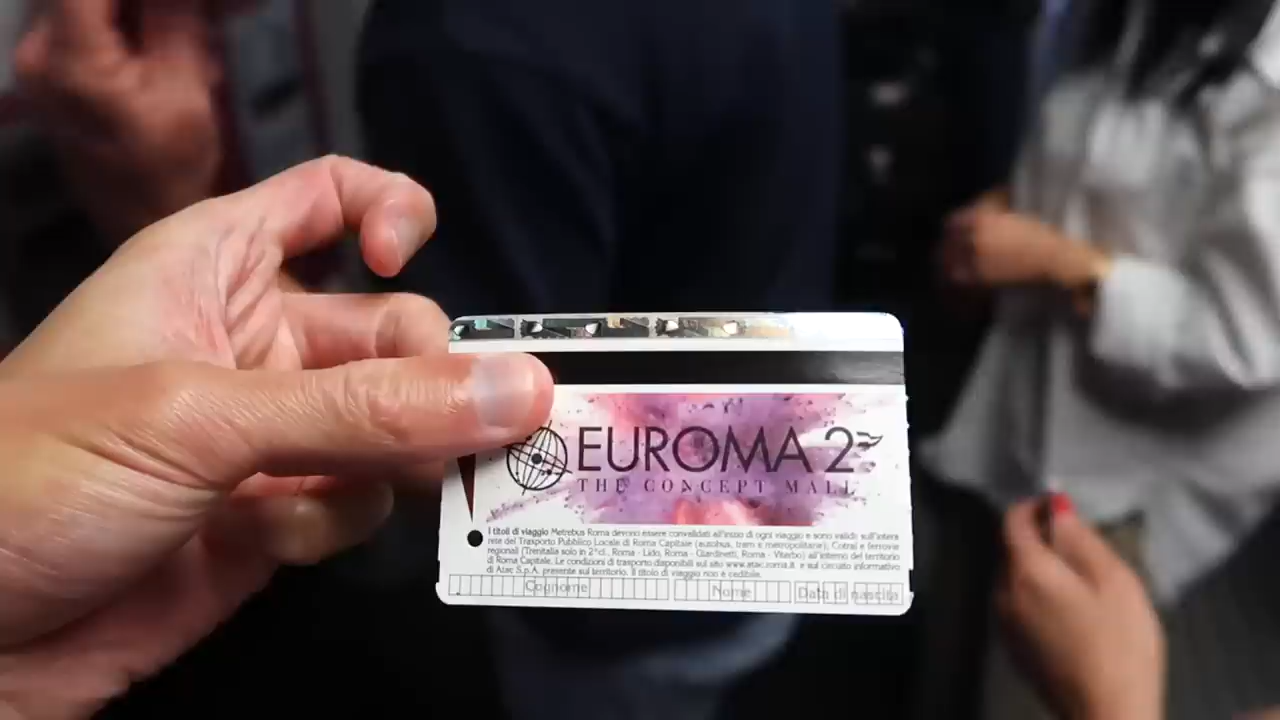 EUROMA 2
THE CONCEPT MALL
I titoli di viaggio Metrebus Roma devono essere convalidati all'inizio di ogni viaggio e sono validi sull'intera
rete del Trasporto Pubblico Locale di Roma Capitale (autobus, tram e metropolitane), Cotral e ferrovie
regionali (Trenitalia solo in 2ª cl., Roma - Lido, Roma - Giardinetti, Roma - Viterbo) all'interno del territorio
di Roma Capitale. Le condizioni di trasporto disponibili sul sito www.atac.roma.it e sul circuito informativo
di Atac S.p.A. presente sul territorio. Il titolo di viaggio non è cedibile.
Cognome Nome Data di nascita